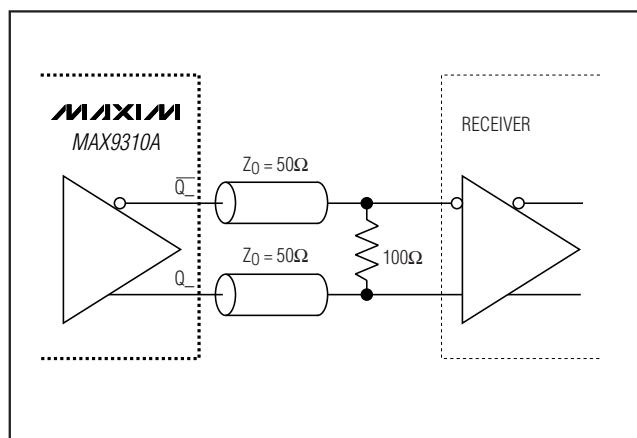 MAXIM
MAX9310A
RECEIVER
Z0 = 50Ω
Q_
Z0 = 50Ω
100Ω
Q_